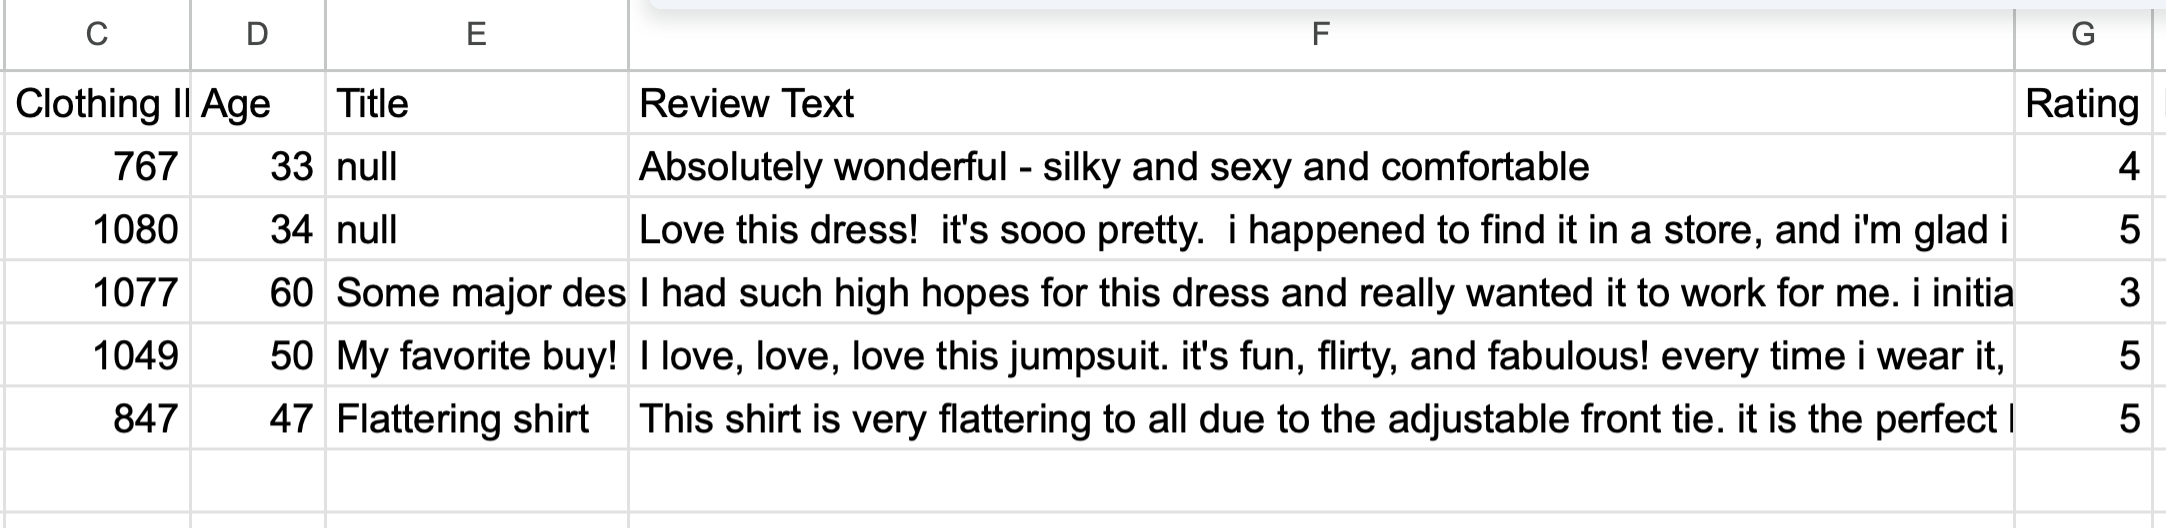 C D E F G
Clothing Age Title Review Text Rating
767 33 null Absolutely wonderful - silky and sexy and comfortable 4
1080 34 null Love this dress!  it's sooo pretty.  i happened to find it in a store, and i'm glad i 5
1077 60 Some major des I had such high hopes for this dress and really wanted it to work for me. i initia 3
1049 50 My favorite buy! I love, love, love this jumpsuit. it's fun, flirty, and fabulous! every time i wear it, 5
847 47 Flattering shirt This shirt is very flattering to all due to the adjustable front tie. it is the perfect 5